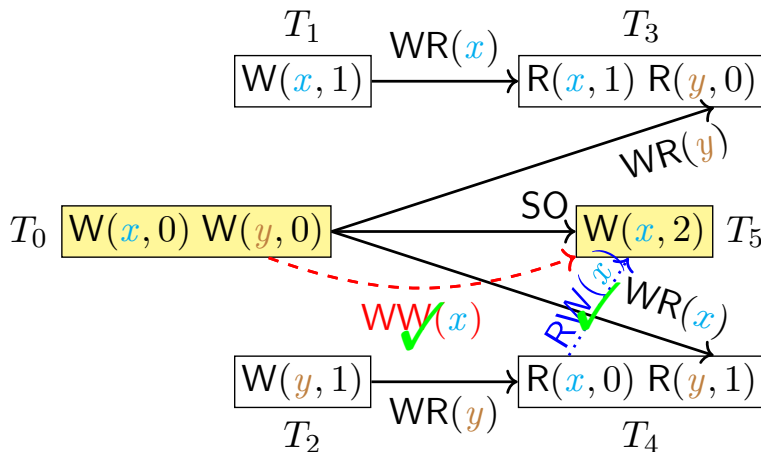 T₁ T₃
WR(x)
W(x, 1) R(x, 1) R(y, 0)
WR(y)
SO
T₀ W(x, 0) W(y, 0) W(x, 2) T₅
RW(x)
WW(x) WR(x)
W(y, 1) R(x, 0) R(y, 1)
WR(y)
T₂ T₄